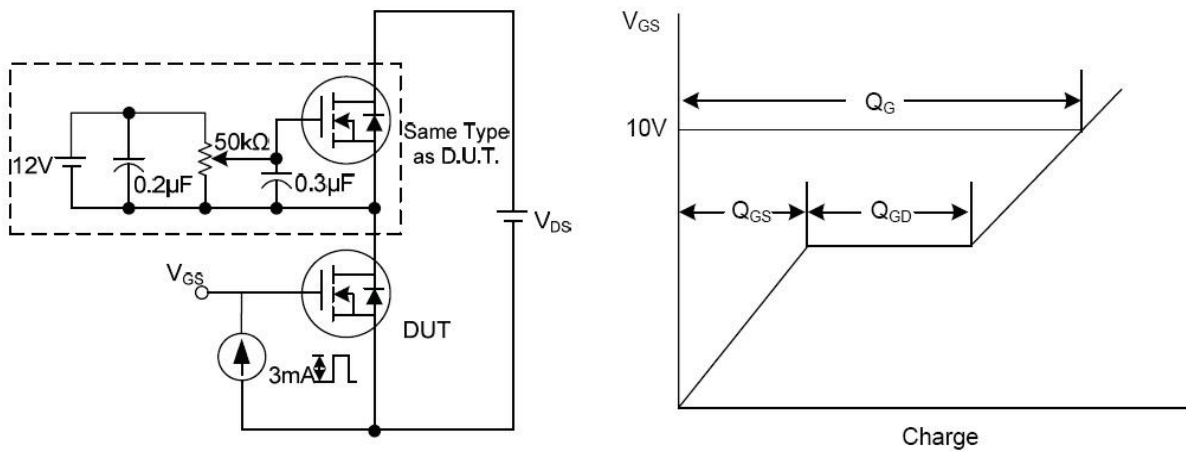 12V
0.2µF
50kΩ
0.3µF
Same Type
as D.U.T.
V_DS
V_GS
DUT
3mA
V_GS
Q_G
10V
Q_GS
Q_GD
Charge